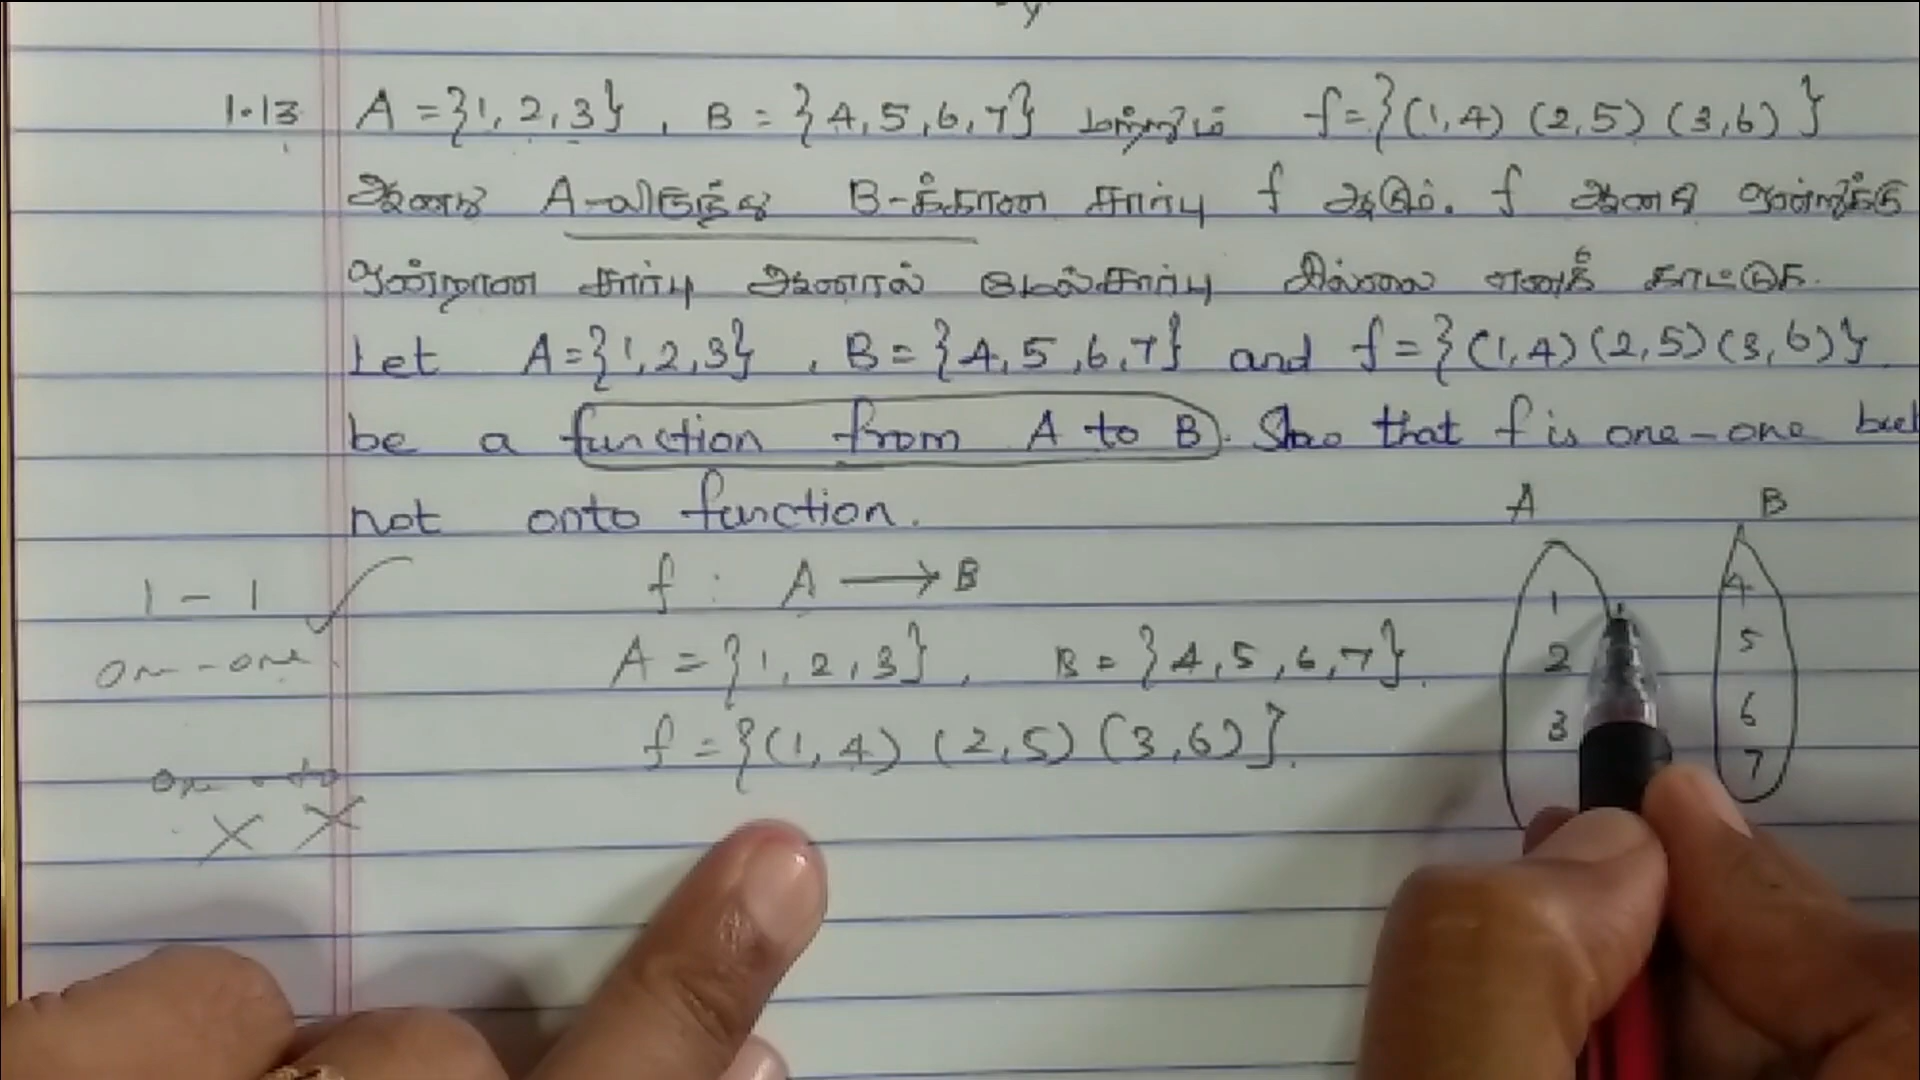 y
1.13 A = {1, 2, 3}, B = {4, 5, 6, 7} மற்றும் f = {(1,4) (2,5) (3,6)}
ஆனது A-லிருந்து B-க்கான சார்பு f ஆகும். f ஆனது ஒன்றுக்கு
ஒன்றான சார்பு ஆனால் மேல்சார்பு இல்லை எனக் காட்டுக.
Let A = {1, 2, 3}, B = {4, 5, 6, 7} and f = {(1,4) (2,5) (3,6)}
be a function from A to B. Sho that f is one-one but
not onto function.
A B
1 - 1 ✓ f : A → B
1 4
one-one. A = {1, 2, 3}, B = {4, 5, 6, 7}.
2 5
f = {(1,4) (2,5) (3,6)}.
3 6
7
X X